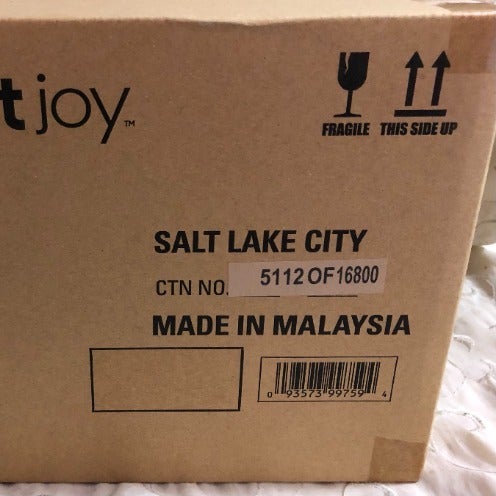 t joy™
FRAGILE THIS SIDE UP
SALT LAKE CITY
CTN NO. 5112 OF 16800
MADE IN MALAYSIA
0 93573 99759 4